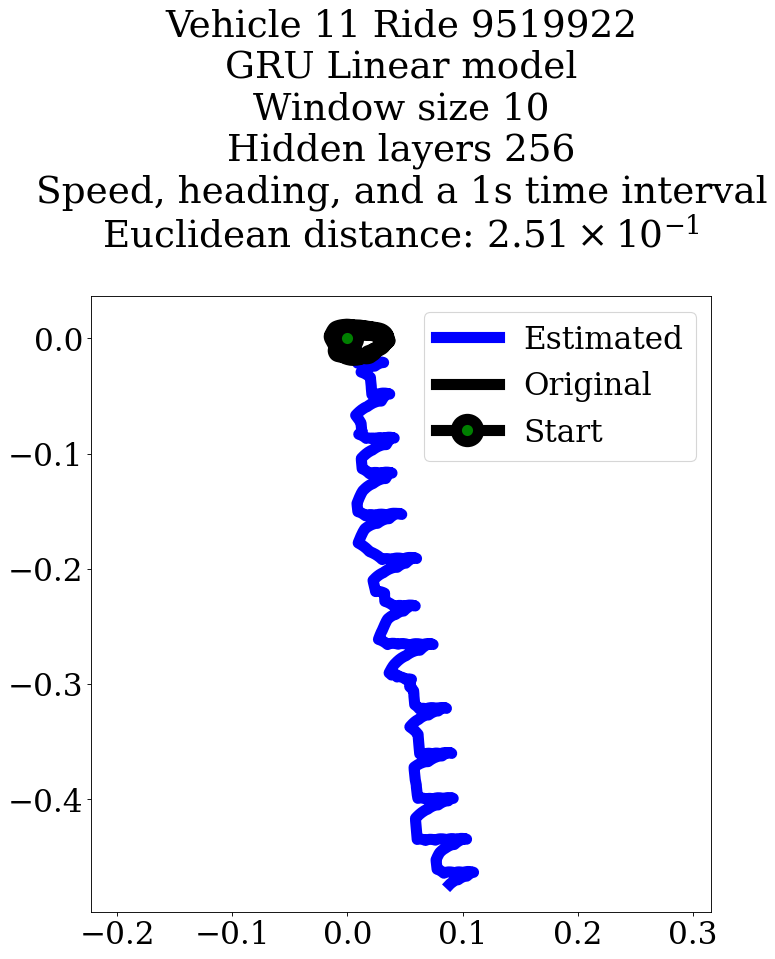 Vehicle 11 Ride 9519922
GRU Linear model
Window size 10
Hidden layers 256
Speed, heading, and a 1s time interval
Euclidean distance: 2.51 × 10⁻¹
Estimated
Original
Start
0.0
−0.1
−0.2
−0.3
−0.4
−0.2 −0.1 0.0 0.1 0.2 0.3